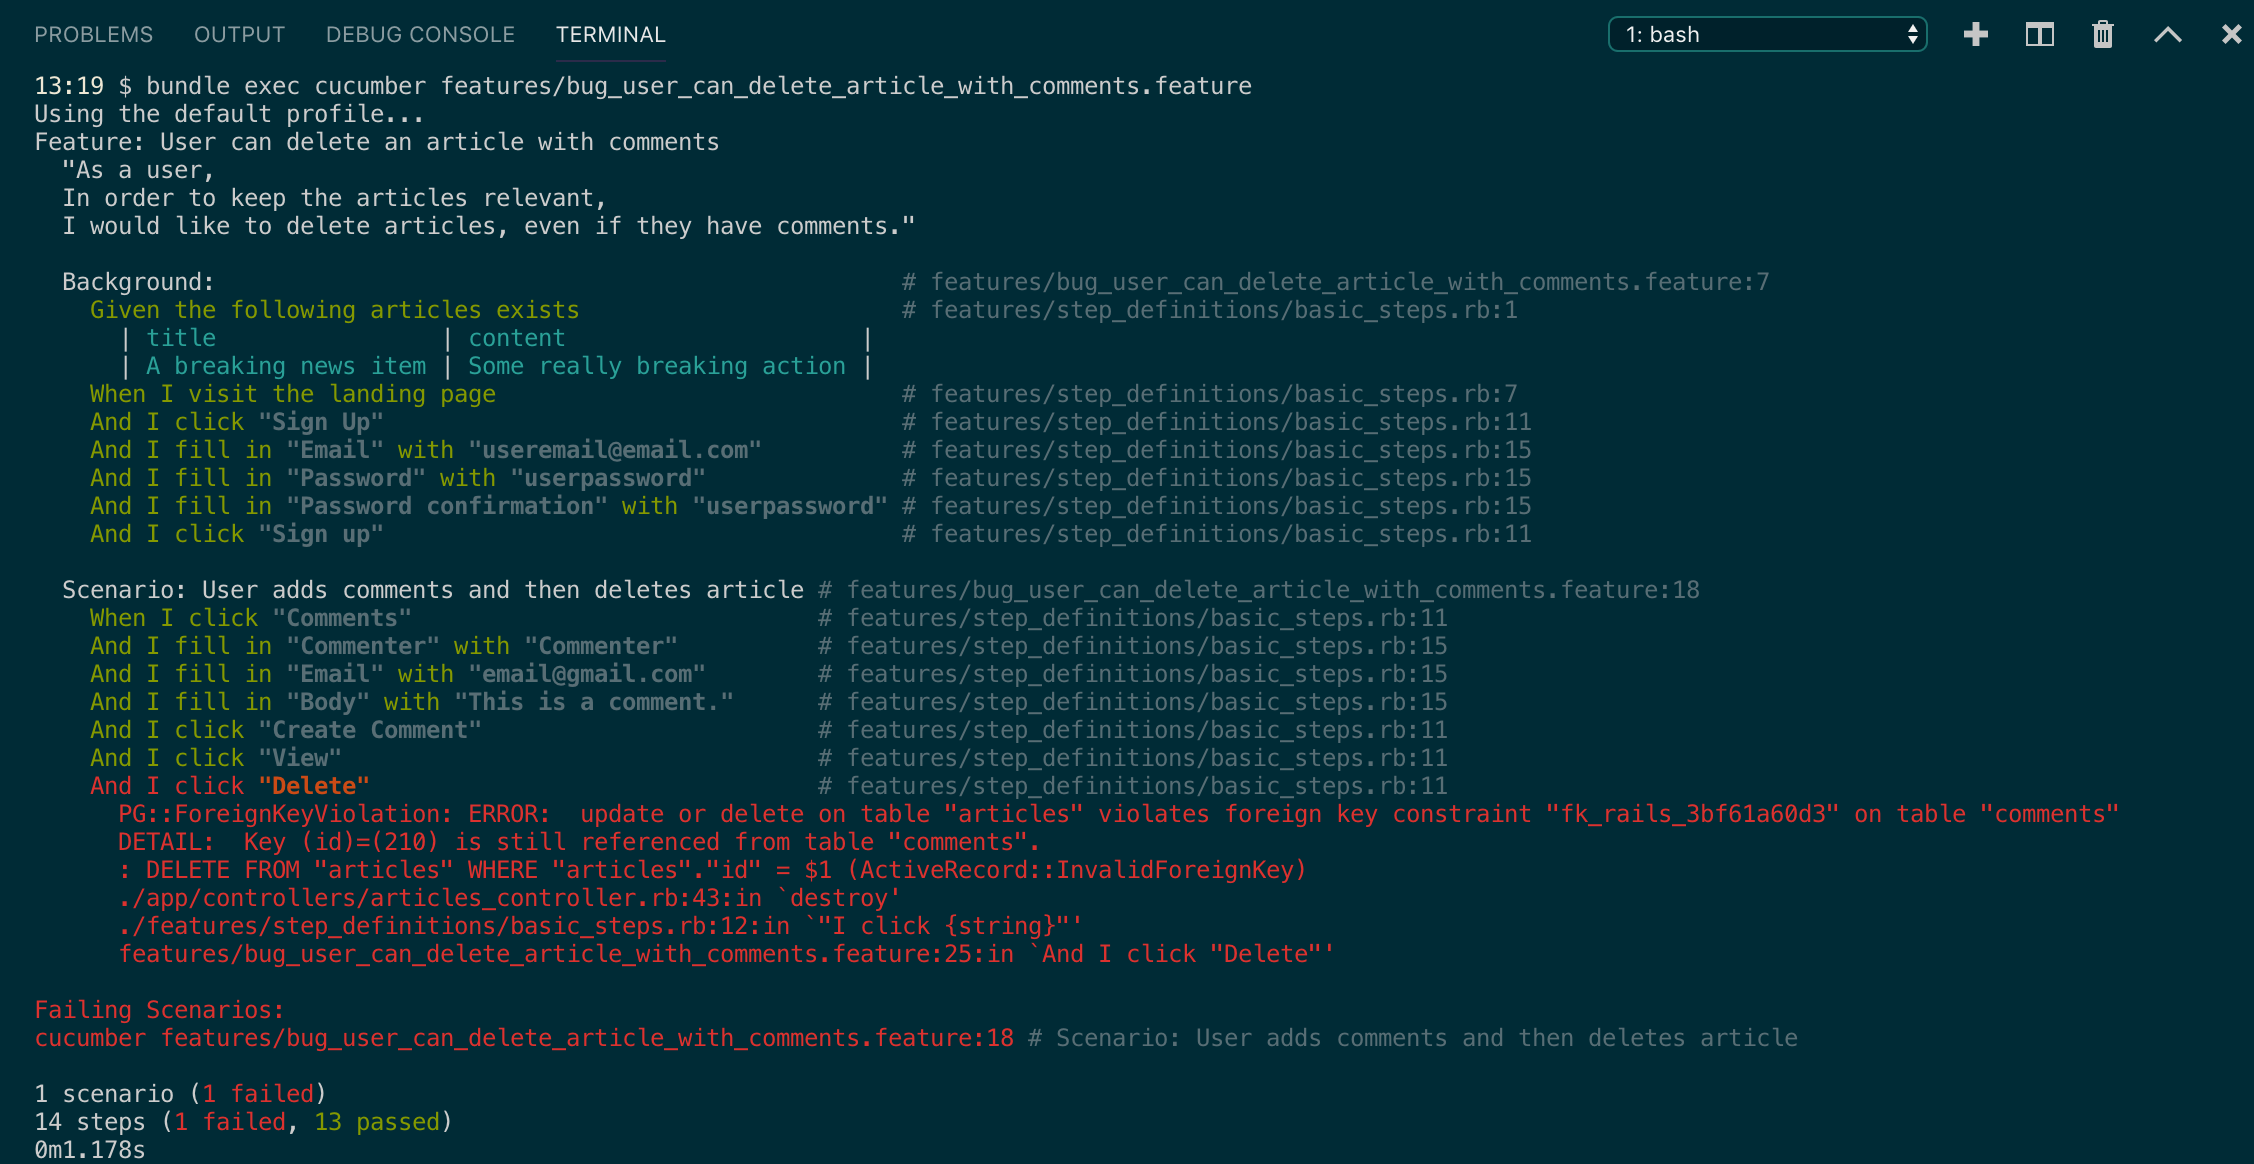 PROBLEMS OUTPUT DEBUG CONSOLE TERMINAL 1: bash
13:19 $ bundle exec cucumber features/bug_user_can_delete_article_with_comments.feature
Using the default profile...
Feature: User can delete an article with comments
  "As a user,
  In order to keep the articles relevant,
  I would like to delete articles, even if they have comments."

  Background:                                                 # features/bug_user_can_delete_article_with_comments.feature:7
    Given the following articles exists                       # features/step_definitions/basic_steps.rb:1
      | title                | content                     |
      | A breaking news item | Some really breaking action |
    When I visit the landing page                             # features/step_definitions/basic_steps.rb:7
    And I click "Sign Up"                                     # features/step_definitions/basic_steps.rb:11
    And I fill in "Email" with "useremail@email.com"          # features/step_definitions/basic_steps.rb:15
    And I fill in "Password" with "userpassword"              # features/step_definitions/basic_steps.rb:15
    And I fill in "Password confirmation" with "userpassword" # features/step_definitions/basic_steps.rb:15
    And I click "Sign up"                                     # features/step_definitions/basic_steps.rb:11

  Scenario: User adds comments and then deletes article # features/bug_user_can_delete_article_with_comments.feature:18
    When I click "Comments"                             # features/step_definitions/basic_steps.rb:11
    And I fill in "Commenter" with "Commenter"          # features/step_definitions/basic_steps.rb:15
    And I fill in "Email" with "email@gmail.com"        # features/step_definitions/basic_steps.rb:15
    And I fill in "Body" with "This is a comment."      # features/step_definitions/basic_steps.rb:15
    And I click "Create Comment"                        # features/step_definitions/basic_steps.rb:11
    And I click "View"                                  # features/step_definitions/basic_steps.rb:11
    And I click "Delete"                                # features/step_definitions/basic_steps.rb:11
      PG::ForeignKeyViolation: ERROR:  update or delete on table "articles" violates foreign key constraint "fk_rails_3bf61a60d3" on table "comments"
      DETAIL:  Key (id)=(210) is still referenced from table "comments".
      : DELETE FROM "articles" WHERE "articles"."id" = $1 (ActiveRecord::InvalidForeignKey)
      ./app/controllers/articles_controller.rb:43:in `destroy'
      ./features/step_definitions/basic_steps.rb:12:in `"I click {string}"'
      features/bug_user_can_delete_article_with_comments.feature:25:in `And I click "Delete"'

Failing Scenarios:
cucumber features/bug_user_can_delete_article_with_comments.feature:18 # Scenario: User adds comments and then deletes article

1 scenario (1 failed)
14 steps (1 failed, 13 passed)
0m1.178s